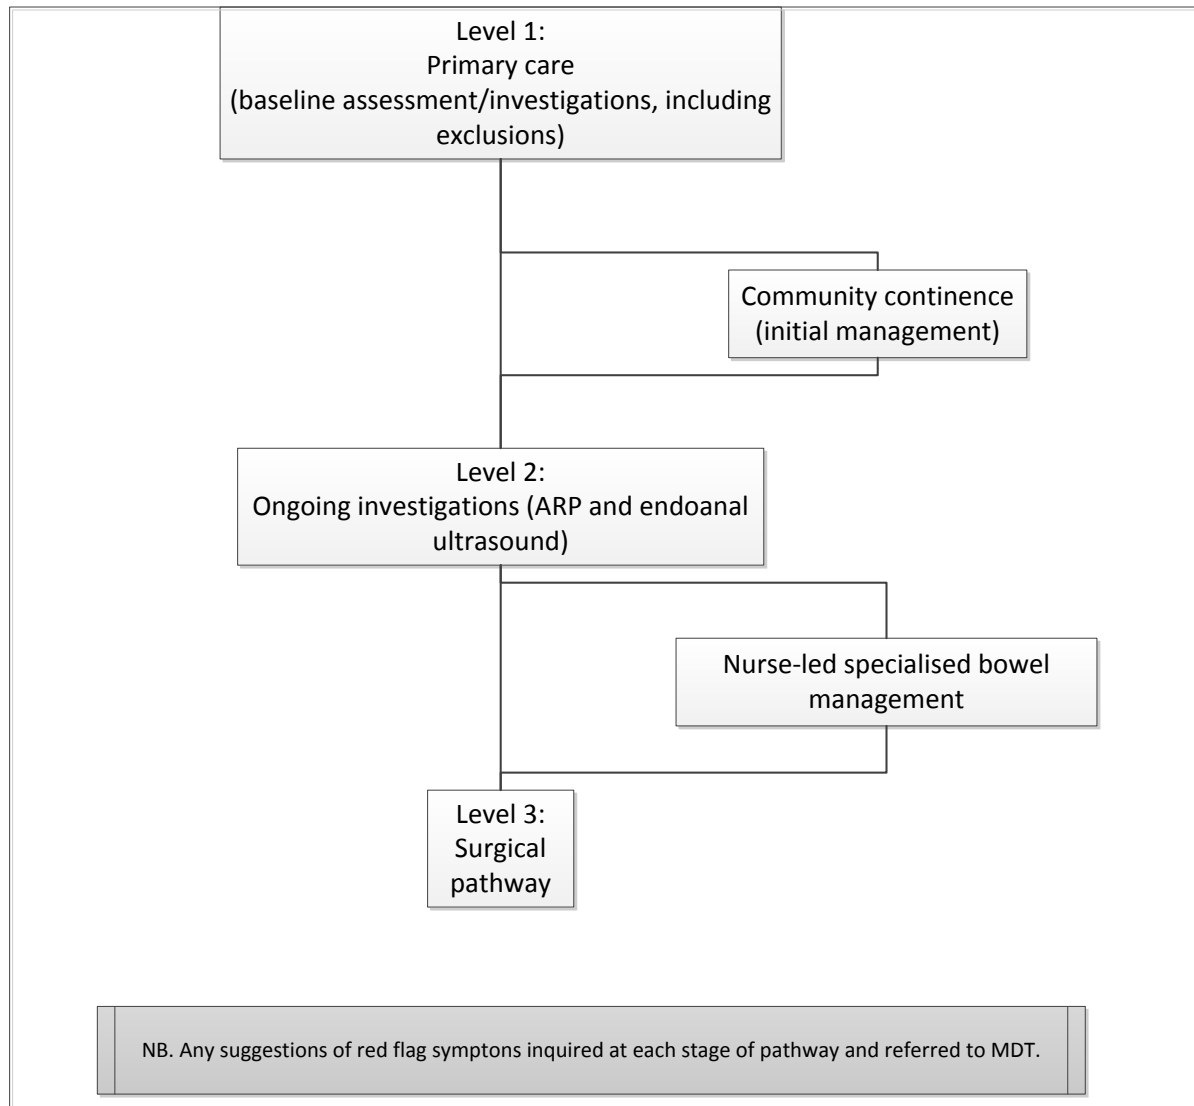 Level 1:
Primary care
(baseline assessment/investigations, including
exclusions)
Community continence
(initial management)
Level 2:
Ongoing investigations (ARP and endoanal
ultrasound)
Nurse-led specialised bowel
management
Level 3:
Surgical
pathway
NB. Any suggestions of red flag symptons inquired at each stage of pathway and referred to MDT.